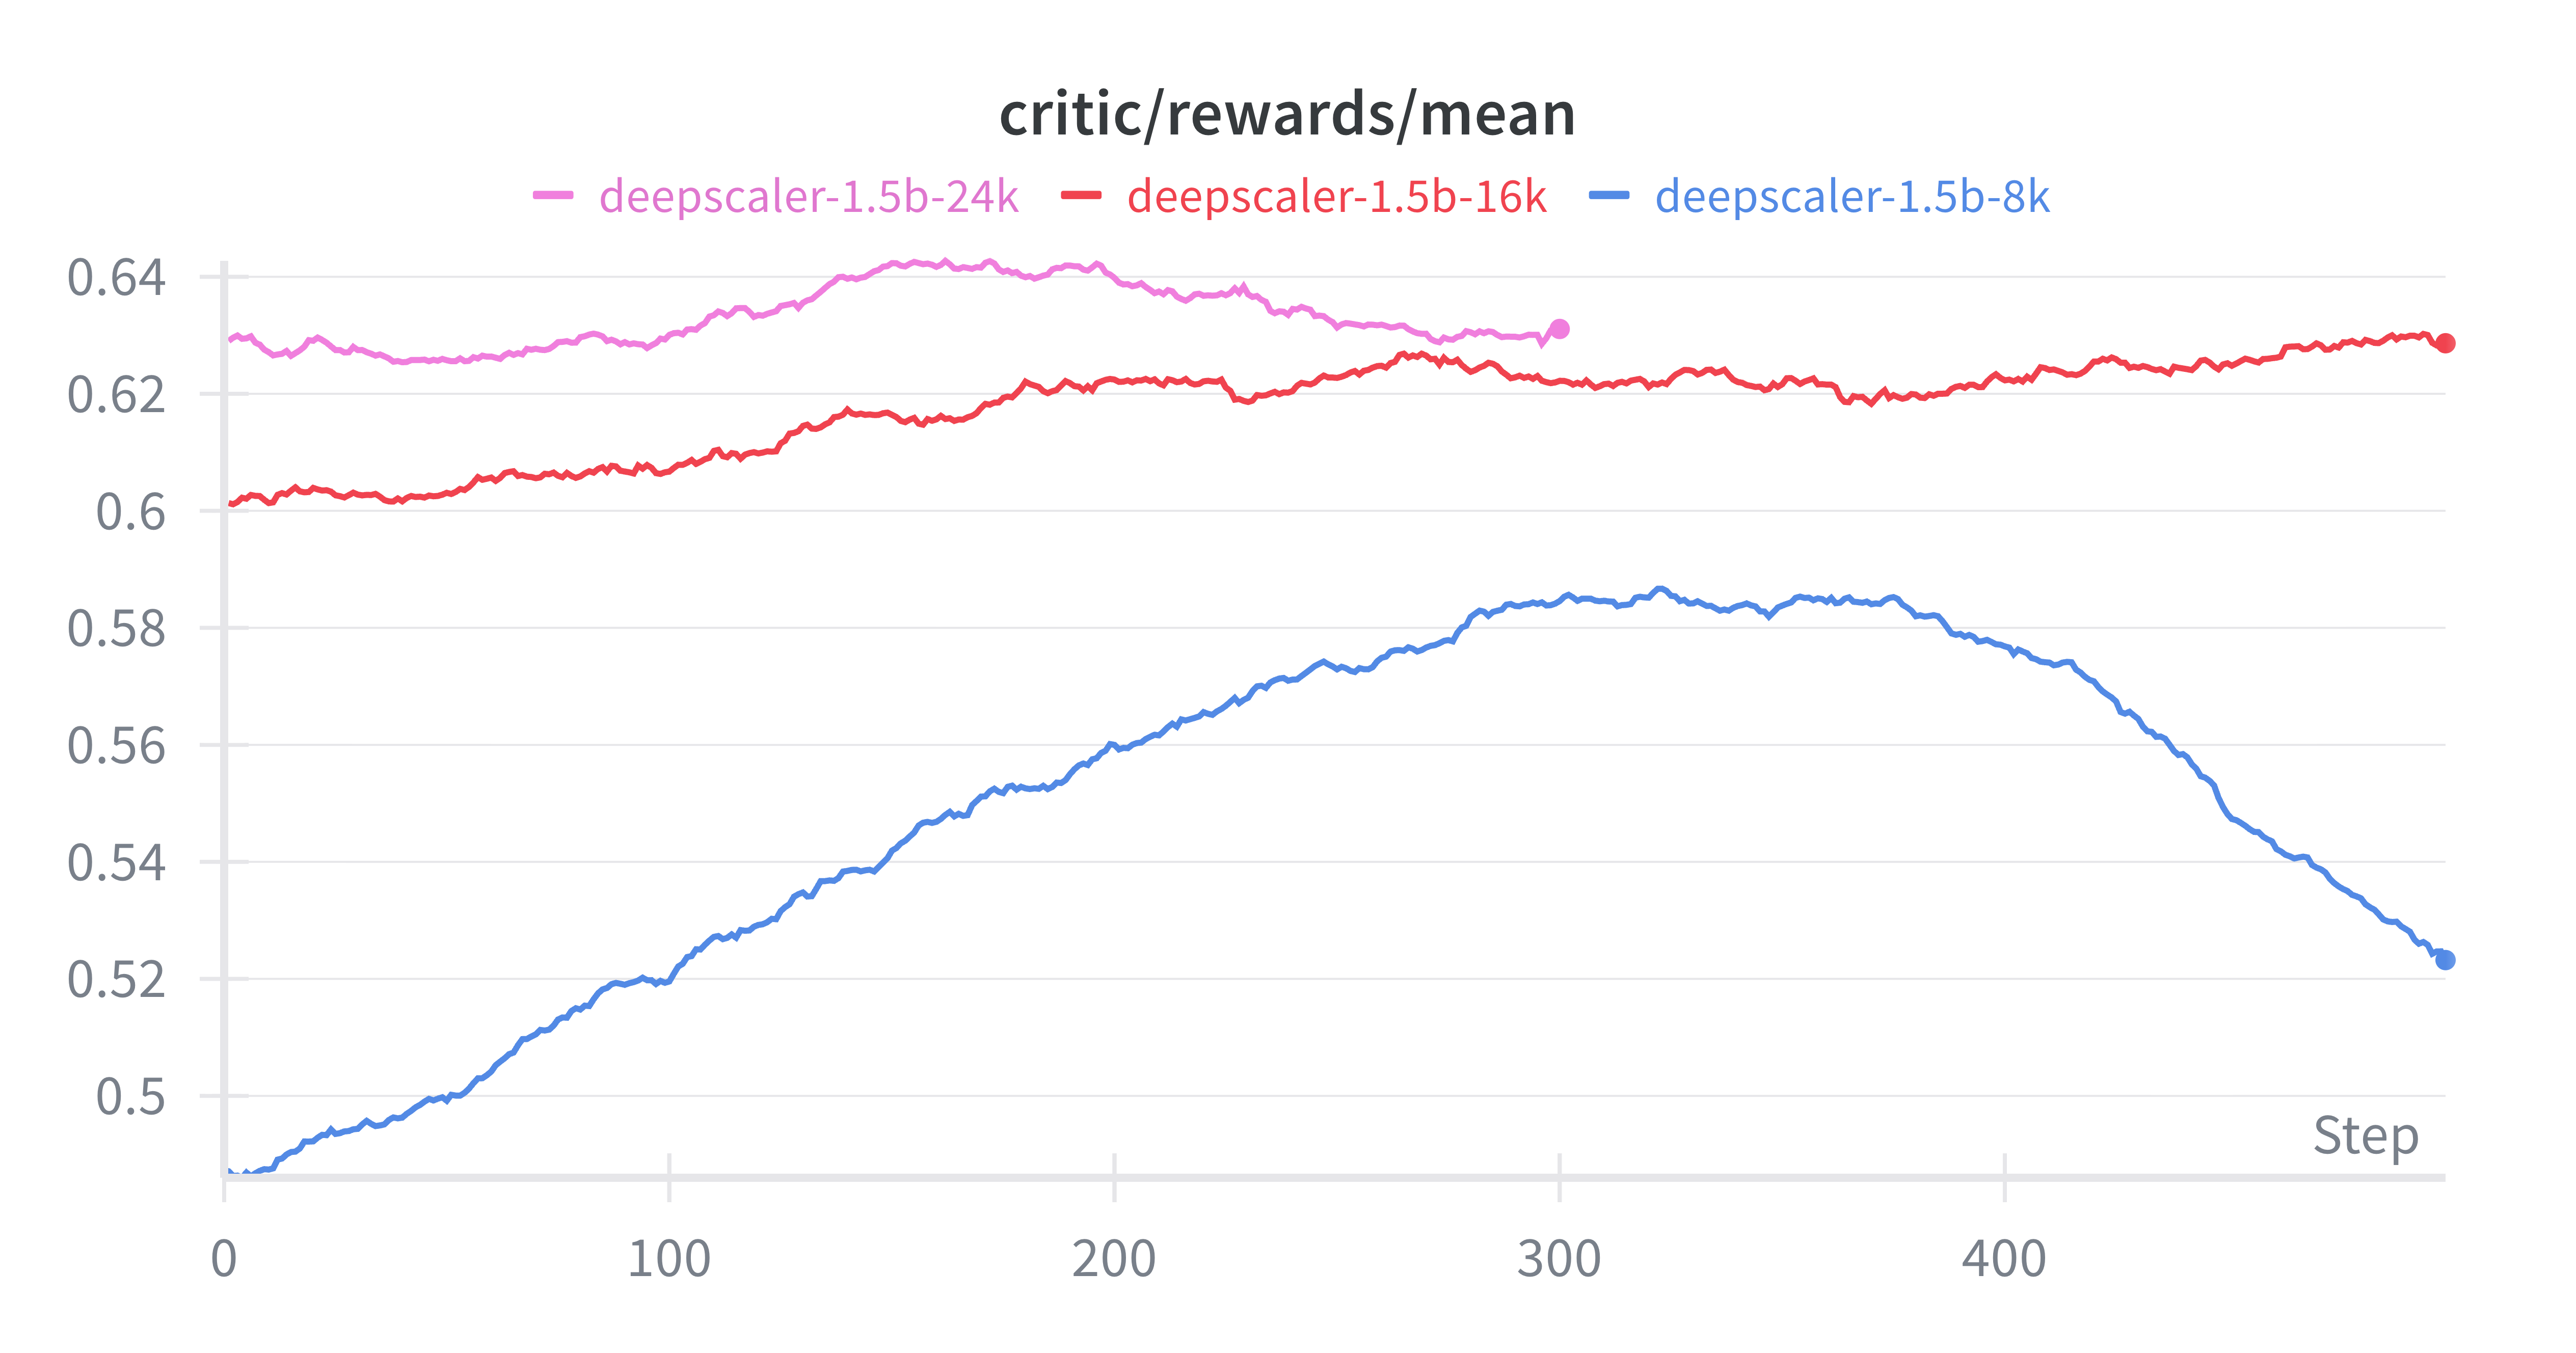 critic/rewards/mean
deepscaler-1.5b-24k deepscaler-1.5b-16k deepscaler-1.5b-8k
0.64
0.62
0.6
0.58
0.56
0.54
0.52
0.5
Step
0 100 200 300 400